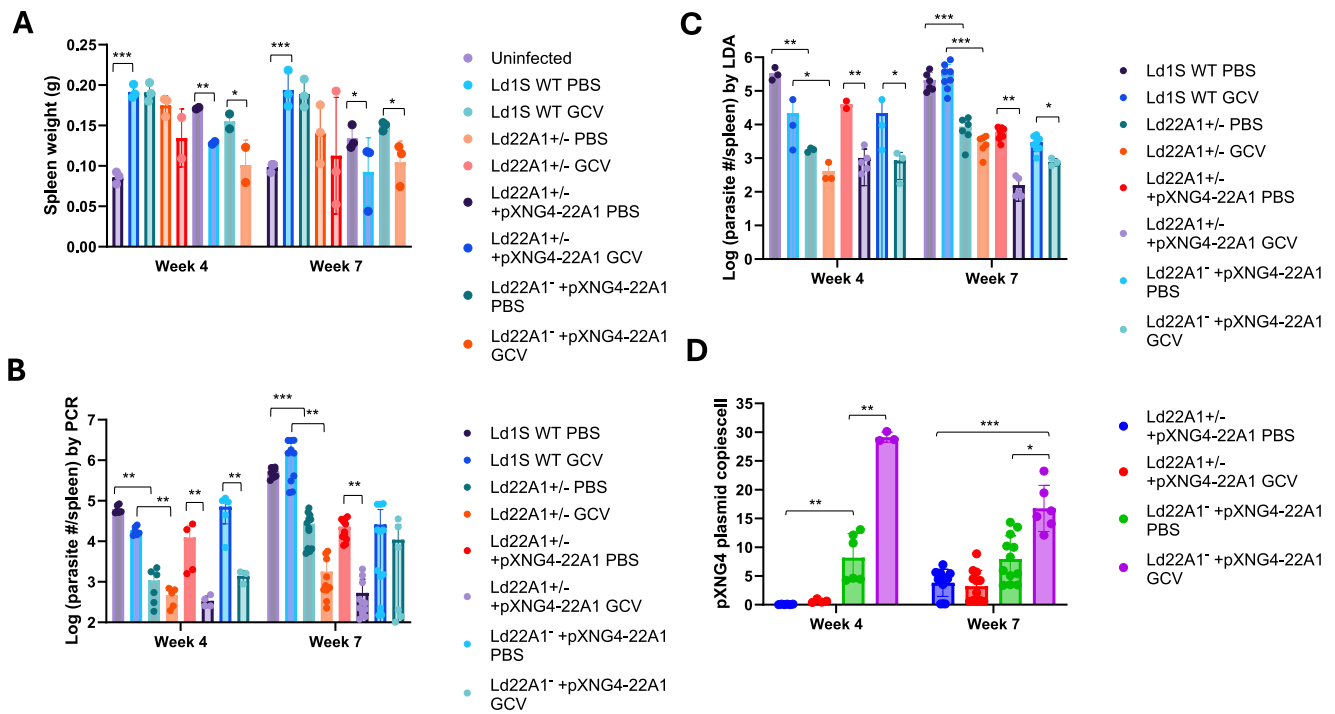 A
Spleen weight (g)
0.25
0.20
0.15
0.10
0.05
0.00
***
**
*
***
*
*
Week 4
Week 7
Uninfected
Ld1S WT PBS
Ld1S WT GCV
Ld22A1+/- PBS
Ld22A1+/- GCV
Ld22A1+/-
+pXNG4-22A1 PBS
Ld22A1+/-
+pXNG4-22A1 GCV
Ld22A1⁻ +pXNG4-22A1
PBS
Ld22A1⁻ +pXNG4-22A1
GCV
B
Log (parasite #/spleen) by PCR
7
6
5
4
3
2
**
**
**
**
***
**
**
Week 4
Week 7
Ld1S WT PBS
Ld1S WT GCV
Ld22A1+/- PBS
Ld22A1+/- GCV
Ld22A1+/-
+pXNG4-22A1 PBS
Ld22A1+/-
+pXNG4-22A1 GCV
Ld22A1⁻ +pXNG4-22A1
PBS
Ld22A1⁻ +pXNG4-22A1
GCV
C
Log (parasite #/spleen) by LDA
6
5
4
3
2
1
0
**
*
**
*
***
***
**
*
Week 4
Week 7
Ld1S WT PBS
Ld1S WT GCV
Ld22A1+/- PBS
Ld22A1+/- GCV
Ld22A1+/-
+pXNG4-22A1 PBS
Ld22A1+/-
+pXNG4-22A1 GCV
Ld22A1⁻ +pXNG4-22A1
PBS
Ld22A1⁻ +pXNG4-22A1
GCV
D
pXNG4 plasmid copiescell
35
30
25
20
15
10
5
0
**
**
***
*
Week 4
Week 7
Ld22A1+/-
+pXNG4-22A1 PBS
Ld22A1+/-
+pXNG4-22A1 GCV
Ld22A1⁻ +pXNG4-22A1
PBS
Ld22A1⁻ +pXNG4-22A1
GCV